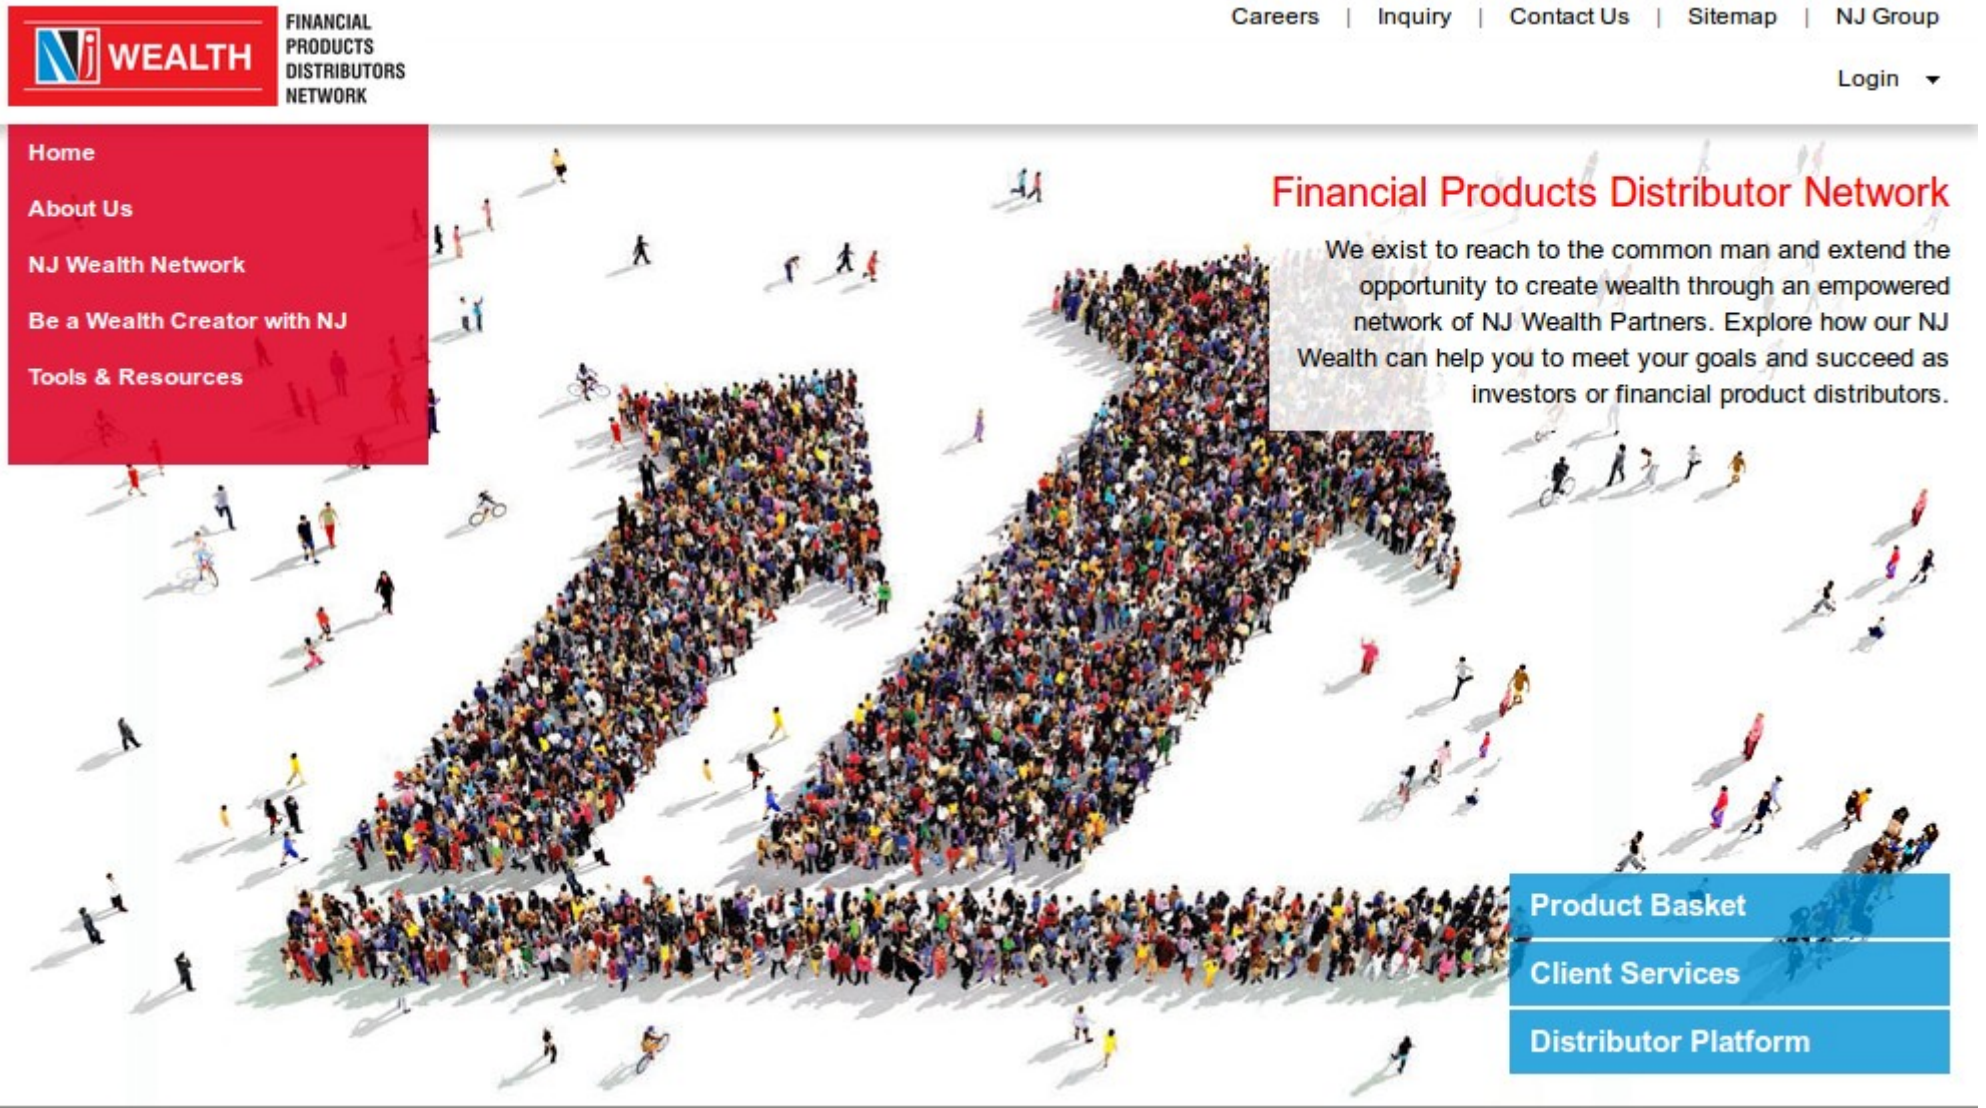 Nj WEALTH
FINANCIAL
PRODUCTS
DISTRIBUTORS
NETWORK
Careers | Inquiry | Contact Us | Sitemap | NJ Group
Login
Home
About Us
NJ Wealth Network
Be a Wealth Creator with NJ
Tools & Resources
Financial Products Distributor Network
We exist to reach to the common man and extend the
opportunity to create wealth through an empowered
network of NJ Wealth Partners. Explore how our NJ
Wealth can help you to meet your goals and succeed as
investors or financial product distributors.
Product Basket
Client Services
Distributor Platform